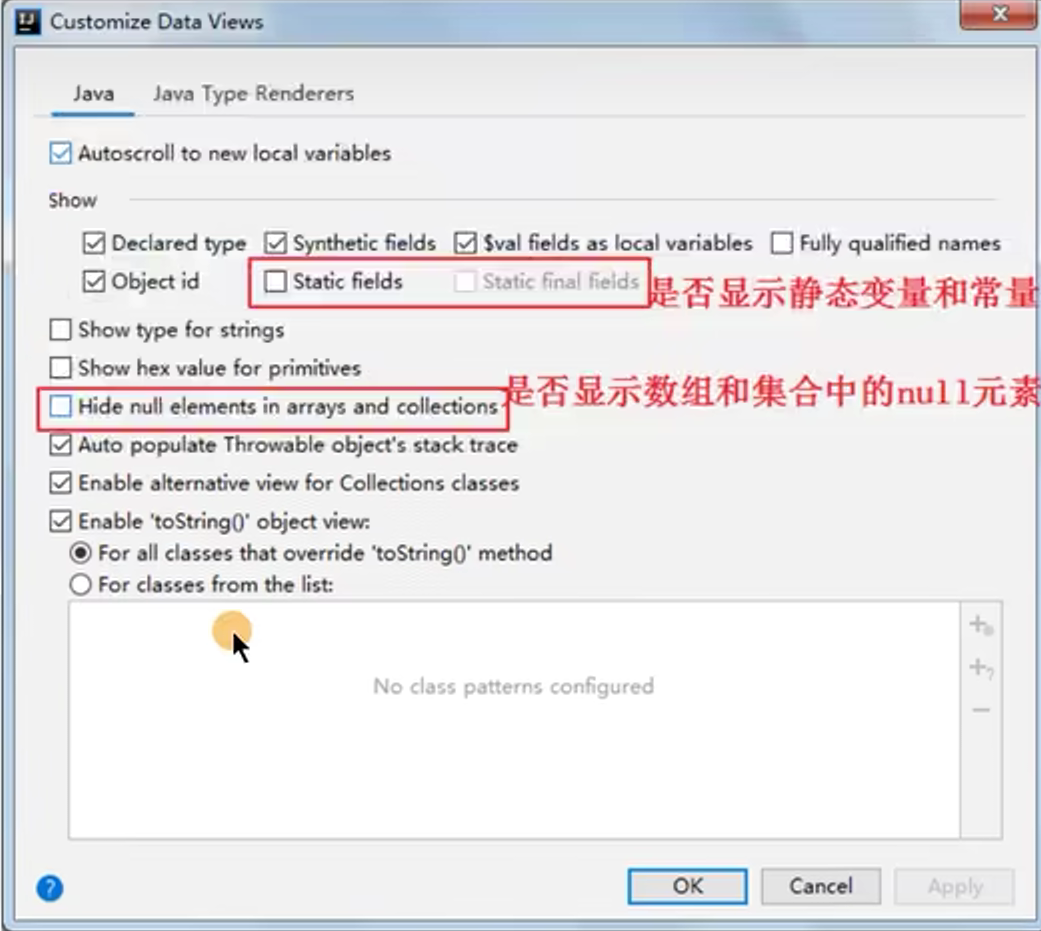 Customize Data Views
Java Java Type Renderers
Autoscroll to new local variables
Show
Declared type Synthetic fields $val fields as local variables Fully qualified names
Object id Static fields Static final fields 是否显示静态变量和常量
Show type for strings
Show hex value for primitives
Hide null elements in arrays and collections 是否显示数组和集合中的null元素
Auto populate Throwable object's stack trace
Enable alternative view for Collections classes
Enable 'toString()' object view:
For all classes that override 'toString()' method
For classes from the list:
No class patterns configured
OK Cancel Apply